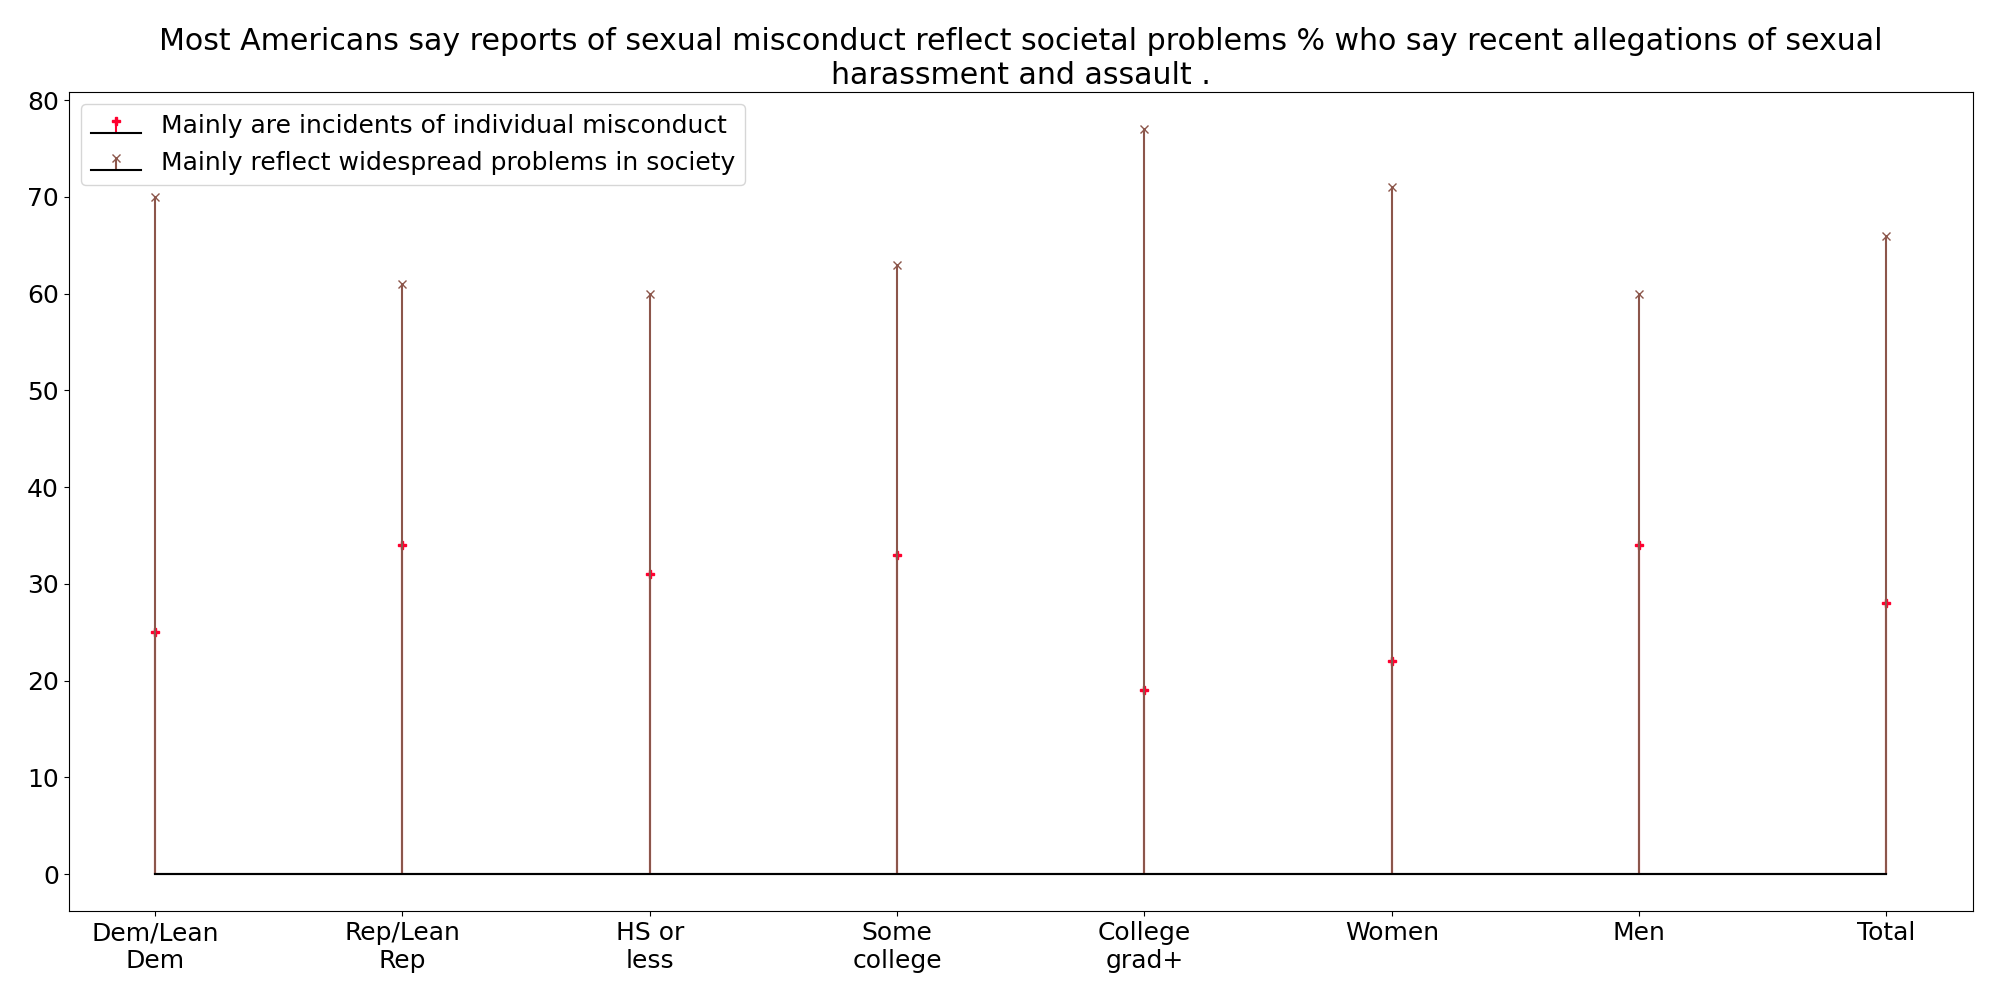 Most Americans say reports of sexual misconduct reflect societal problems % who say recent allegations of sexual
harassment and assault .
Mainly are incidents of individual misconduct
Mainly reflect widespread problems in society
80
70
60
50
40
30
20
10
0
Dem/Lean
Dem
Rep/Lean
Rep
HS or
less
Some
college
College
grad+
Women
Men
Total